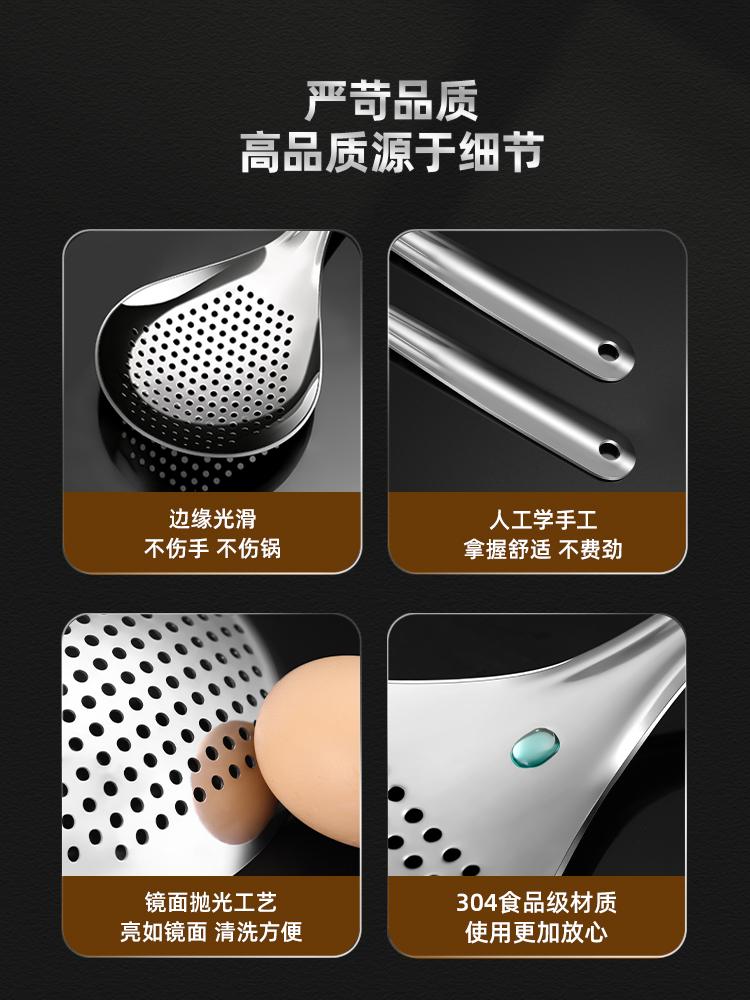 严苛品质
高品质源于细节
边缘光滑
不伤手 不伤锅
人工学手工
拿握舒适 不费劲
镜面抛光工艺
亮如镜面 清洗方便
304食品级材质
使用更加放心